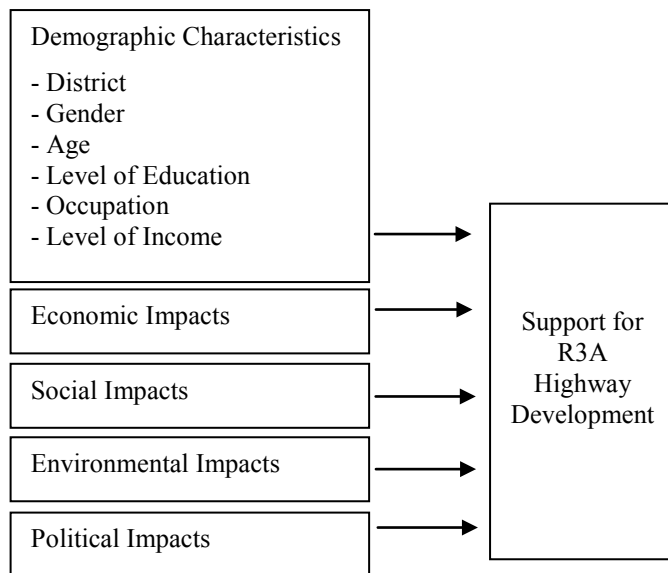 Demographic Characteristics
- District
- Gender
- Age
- Level of Education
- Occupation
- Level of Income
Economic Impacts
Social Impacts
Environmental Impacts
Political Impacts
Support for
R3A
Highway
Development